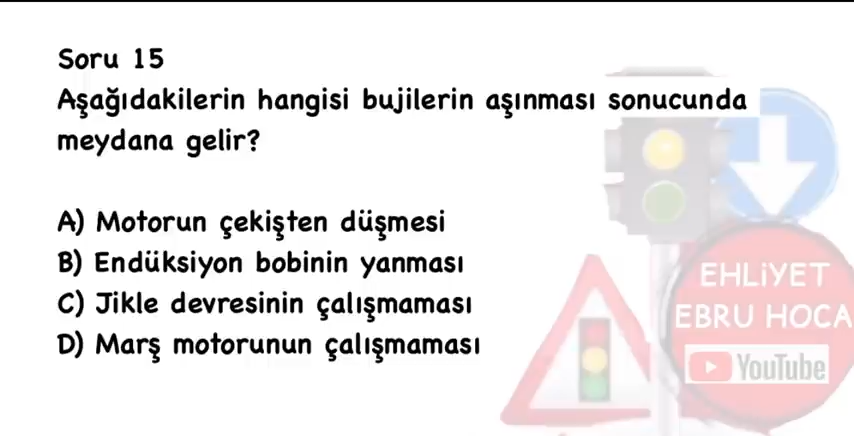 Soru 15
Aşağıdakilerin hangisi bujilerin aşınması sonucunda
meydana gelir?
A) Motorun çekişten düşmesi
B) Endüksiyon bobinin yanması
C) Jikle devresinin çalışmaması
D) Marş motorunun çalışmaması
EHLİYET
EBRU HOCA
YouTube